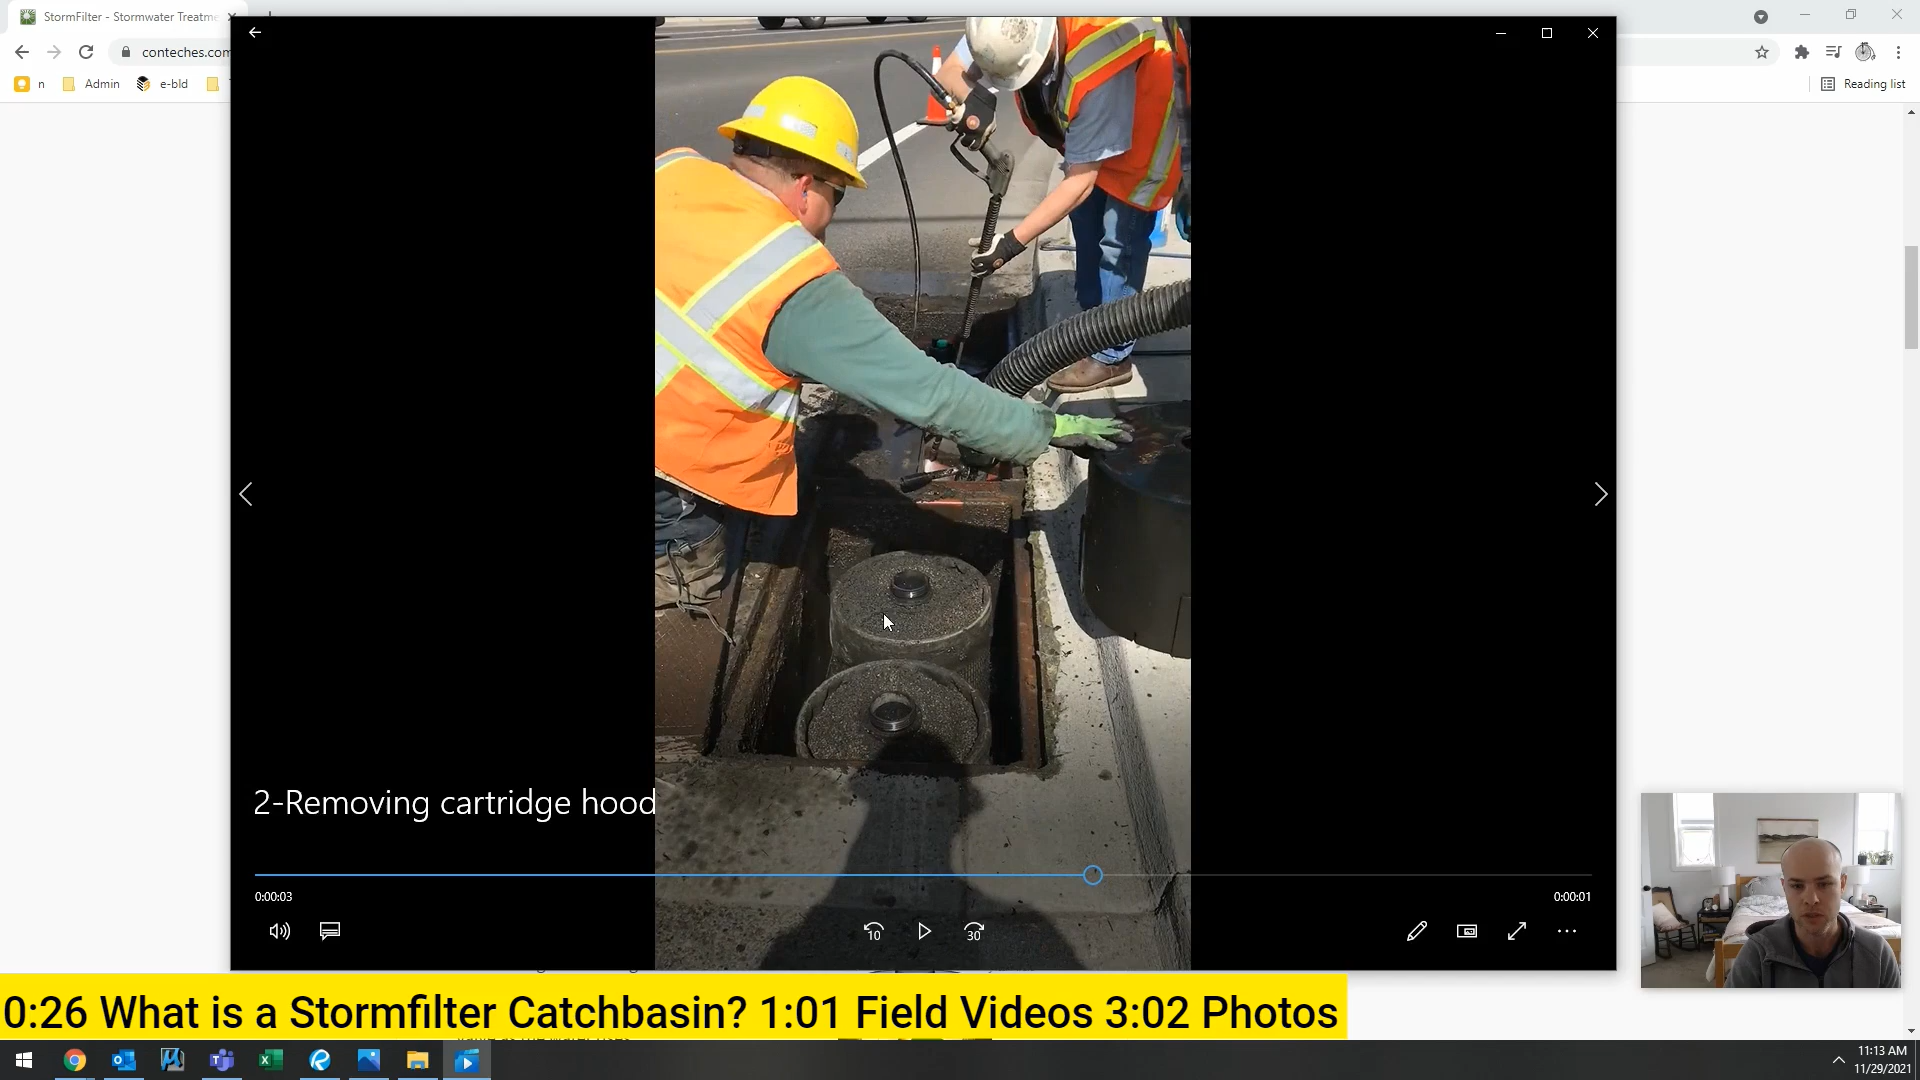 StormFilter - Stormwater Treatme
conteches.com
n
Admin
e-bld
Reading list
2-Removing cartridge hood
0:00:03
0:00:01
10
30
0:26 What is a Stormfilter Catchbasin? 1:01 Field Videos 3:02 Photos
11:13 AM
11/29/2021